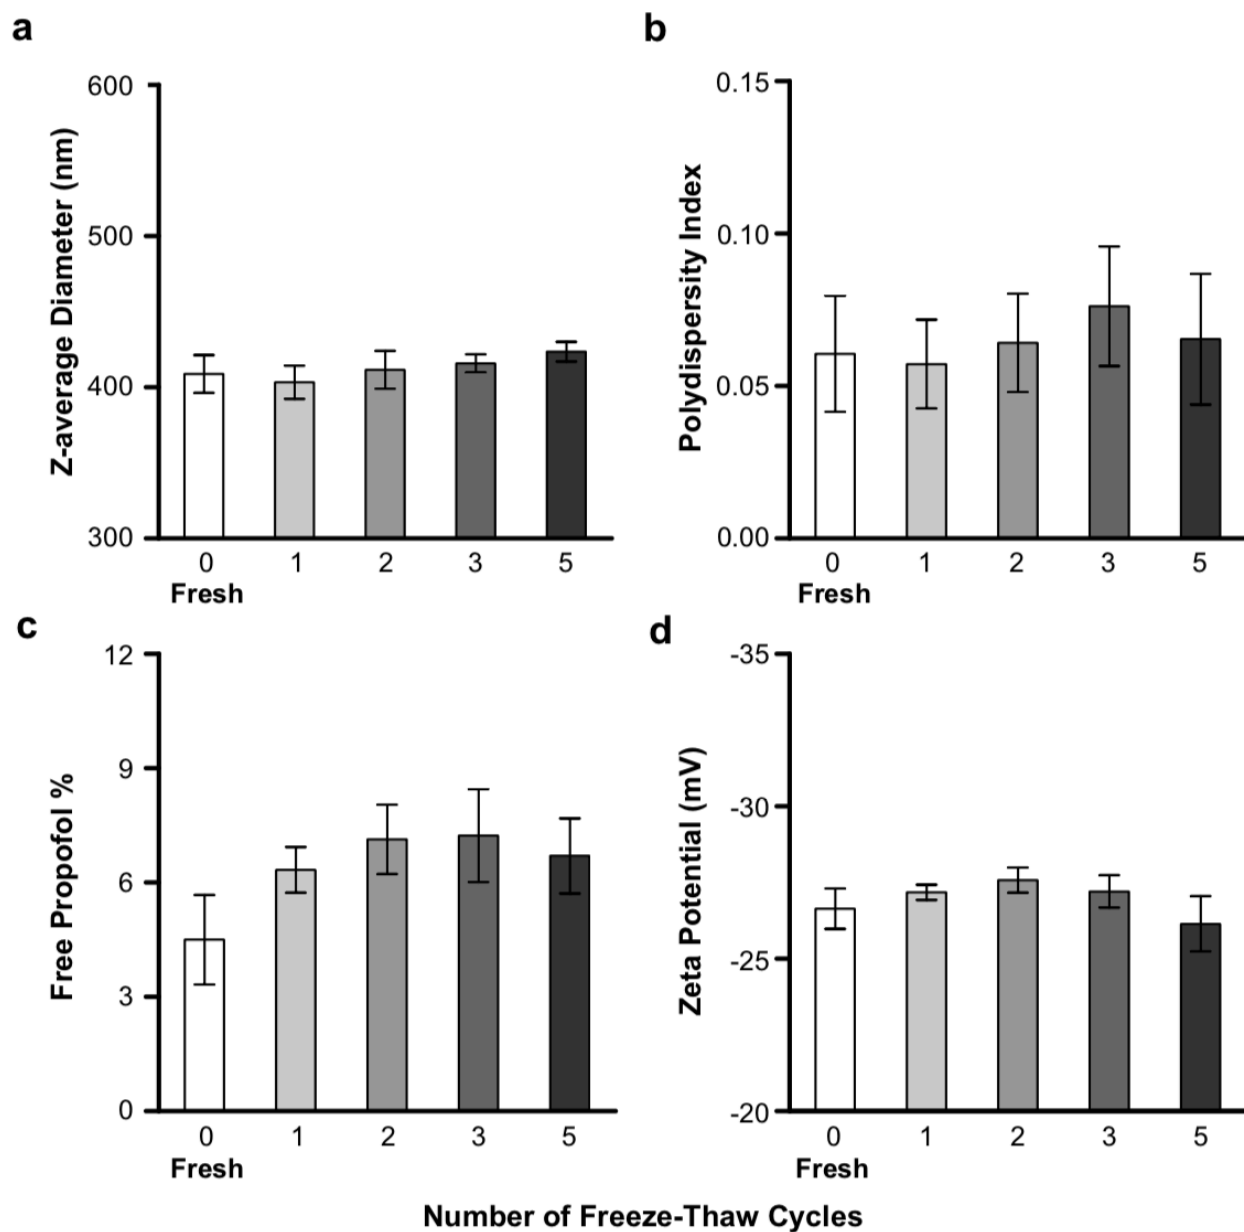 a
600
500
400
300
Z-average Diameter (nm)
0 1 2 3 5
Fresh
b
0.15
0.10
0.05
0.00
Polydispersity Index
0 1 2 3 5
Fresh
c
12
9
6
3
0
Free Propofol %
0 1 2 3 5
Fresh
d
-35
-30
-25
-20
Zeta Potential (mV)
0 1 2 3 5
Fresh
Number of Freeze-Thaw Cycles